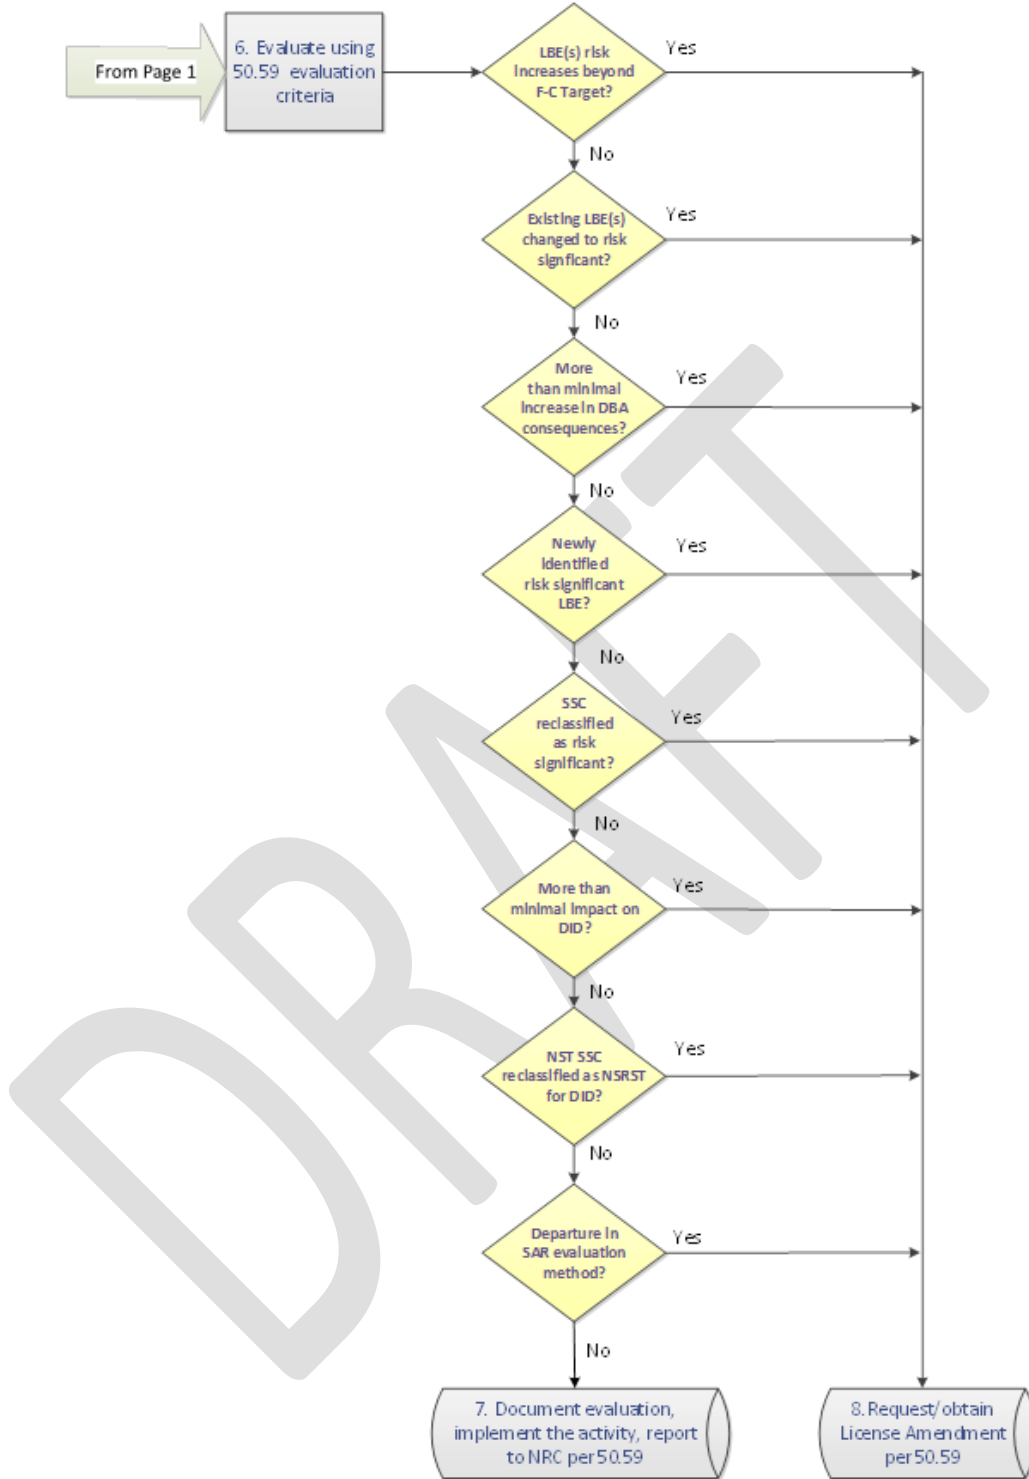 From Page 1
6. Evaluate using
50.59 evaluation
criteria
LBE(s) risk
increases beyond
F-C Target?
Yes
No
Existing LBE(s)
changed to risk
signficant?
Yes
No
More
than minimal
increase in DBA
consequences?
Yes
No
Newly
identified
risk significant
LBE?
Yes
No
SSC
reclassified
as risk
significant?
Yes
No
More than
minimal impact on
DID?
Yes
No
NST SSC
reclassified as NSRST
for DID?
Yes
No
Departure in
SAR evaluation
method?
Yes
No
7. Document evaluation,
implement the activity, report
to NRC per 50.59
8. Request/obtain
License Amendment
per 50.59
DRAFT